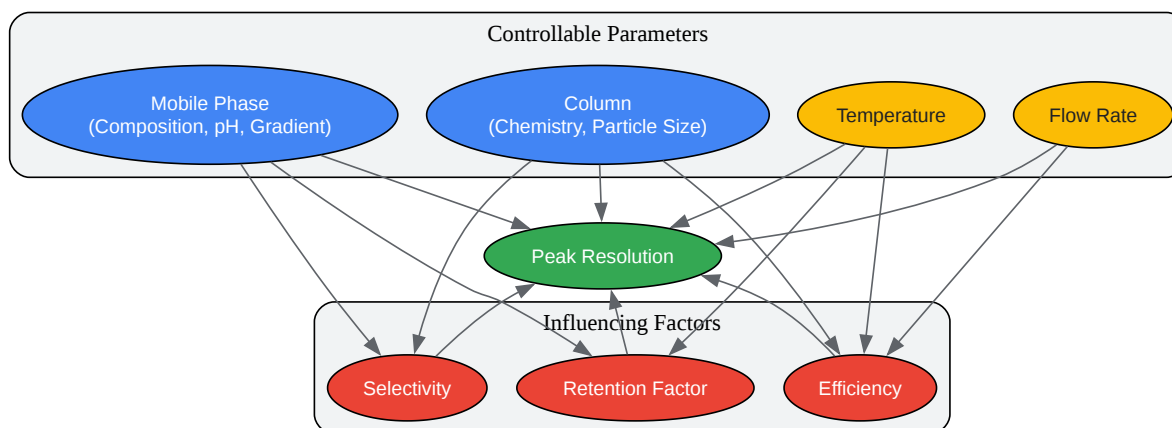 Controllable Parameters
Mobile Phase
(Composition, pH, Gradient)
Column
(Chemistry, Particle Size)
Temperature
Flow Rate
Peak Resolution
Influencing Factors
Selectivity
Retention Factor
Efficiency